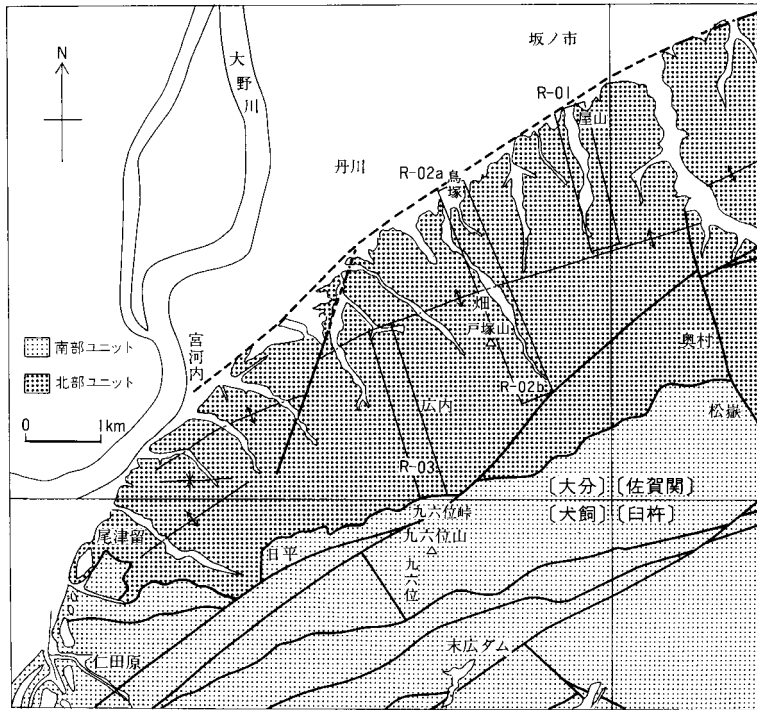 坂ノ市
N
大野川
R-01
屋山
丹川
R-02a
鳥塚
畑
戸塚山
宮河内
奥村
南部ユニット
北部ユニット
R-02b
広内
松嶽
0 1km
R-03
〔大分〕〔佐賀関〕
九六位峠
〔犬飼〕〔臼杵〕
尾津留
九六位山
日平
九六位
末広ダム
仁田原